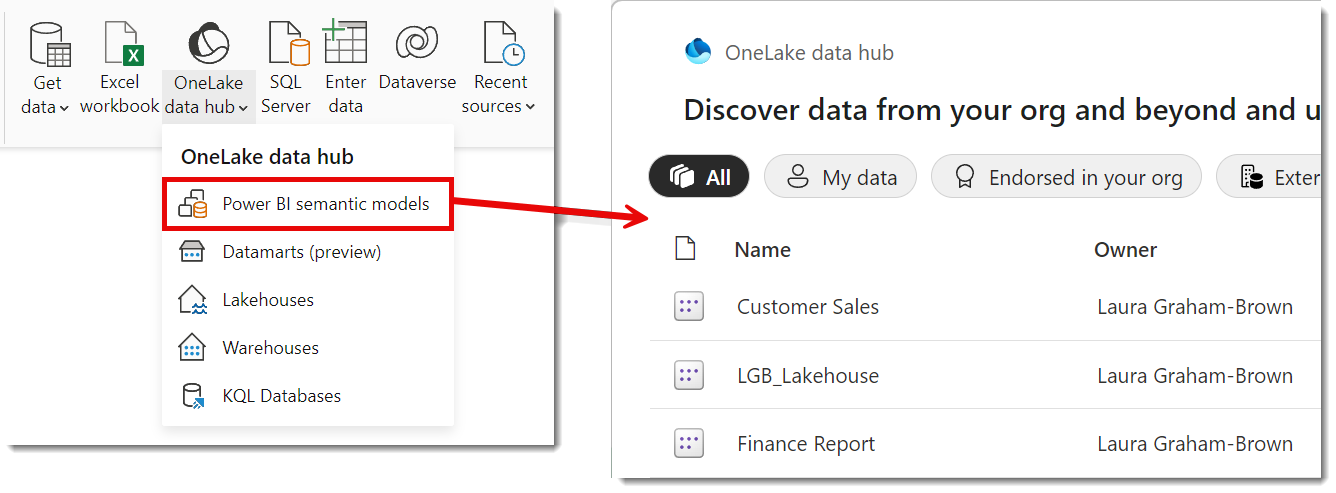 Get data
Excel workbook
OneLake data hub
SQL Server
Enter data
Dataverse
Recent sources
OneLake data hub
Power BI semantic models
Datamarts (preview)
Lakehouses
Warehouses
KQL Databases
OneLake data hub
Discover data from your org and beyond and u
All
My data
Endorsed in your org
Exter
Name
Owner
Customer Sales
Laura Graham-Brown
LGB_Lakehouse
Laura Graham-Brown
Finance Report
Laura Graham-Brown